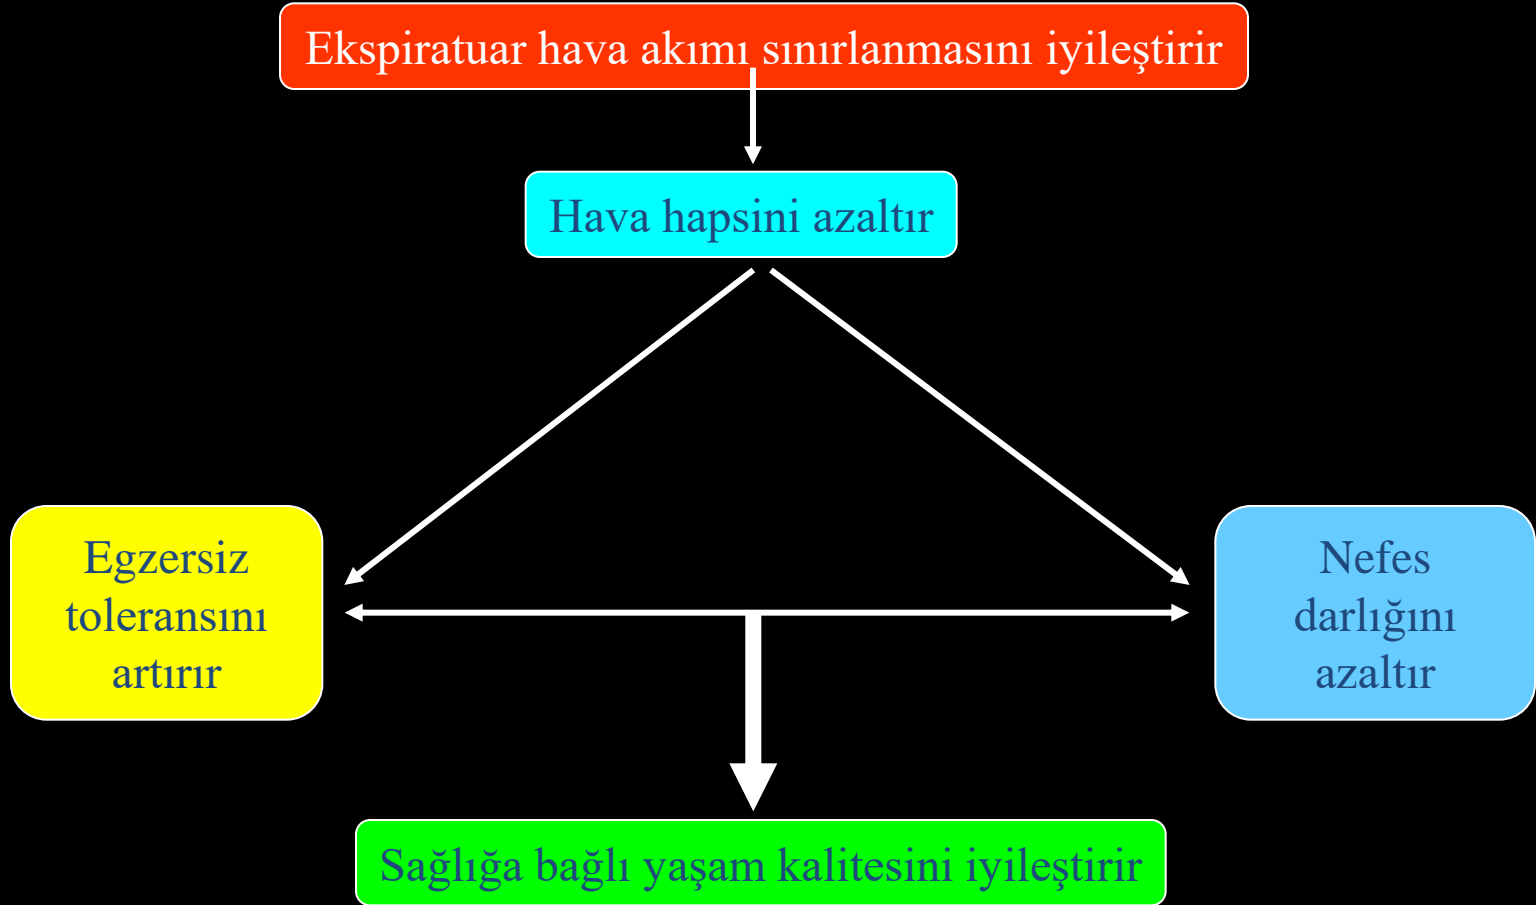 Ekspiratuar hava akımı sınırlanmasını iyileştirir
Hava hapsini azaltır
Egzersiz
toleransını
artırır
Nefes
darlığını
azaltır
Sağlığa bağlı yaşam kalitesini iyileştirir